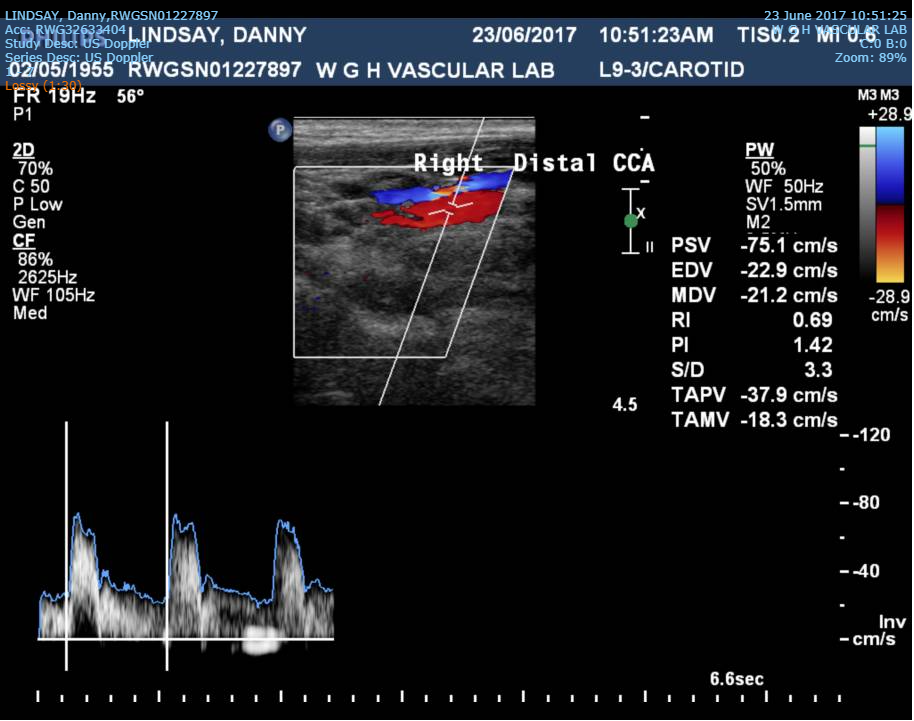 LINDSAY, Danny,RWGSN01227897
23 June 2017 10:51:25
Acc: RWG32633404
W G H VASCULAR LAB
Study Desc: US Doppler
C:0 B:0
Series Desc: US Doppler
Zoom: 89%
Lossy (1:30)
PHILIPS
LINDSAY, DANNY
23/06/2017 10:51:23AM TIS0.2 MI 0.6
02/05/1955 RWGSN01227897 W G H VASCULAR LAB L9-3/CAROTID
FR 19Hz 56°
P1
M3 M3
+28.9
P
Right Distal CCA
2D
70%
C 50
P Low
Gen
CF
86%
2625Hz
WF 105Hz
Med
PW
50%
WF 50Hz
SV1.5mm
M2
x
PSV -75.1 cm/s
EDV -22.9 cm/s
MDV -21.2 cm/s
RI 0.69
PI 1.42
S/D 3.3
TAPV -37.9 cm/s
TAMV -18.3 cm/s
-28.9
cm/s
4.5
-120
-80
-40
Inv
cm/s
6.6sec